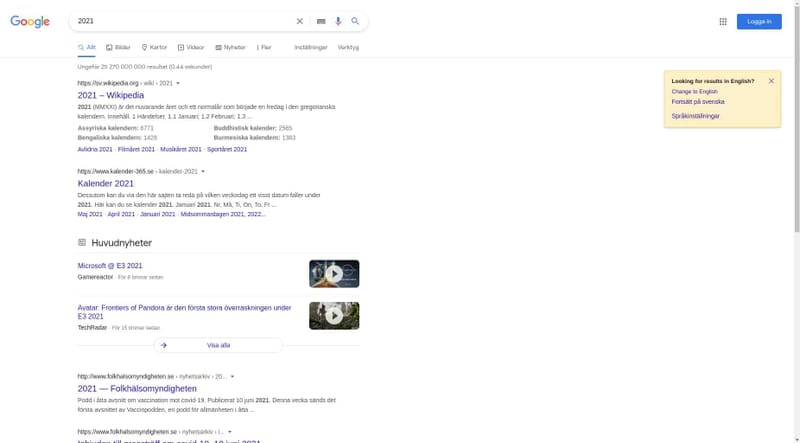 Google
2021
Logga in
Allt
Bilder
Kartor
Videor
Nyheter
Fler
Inställningar
Verktyg
Ungefär 25 270 000 000 resultat (0,44 sekunder)
Looking for results in English?
Change to English
Fortsätt på svenska
Språkinställningar
https://sv.wikipedia.org › wiki › 2021
2021 – Wikipedia
2021 (MMXXI) är det nuvarande året och ett normalår som började en fredag i den gregorianska
kalendern. Innehåll. 1 Händelser. 1.1 Januari; 1.2 Februari; 1.3 ...
Assyriska kalendern: 6771
Buddhistisk kalender: 2565
Bengaliska kalendern: 1428
Burmesiska kalendern: 1383
Avlidna 2021 · Filmåret 2021 · Musikåret 2021 · Sportåret 2021
https://www.kalender-365.se › kalender-2021
Kalender 2021
Dessutom kan du via den här sajten ta reda på vilken veckodag ett visst datum faller under
2021. Här kan du se kalender 2021. Januari 2021. Nr, Må, Ti, On, To, Fr ...
Maj 2021 · April 2021 · Januari 2021 · Midsommardagen 2021, 2022...
Huvudnyheter
Microsoft @ E3 2021
Gamereactor · För 8 timmar sedan
Avatar: Frontiers of Pandora är den första stora överraskningen under
E3 2021
TechRadar · För 15 timmar sedan
Visa alla
http://www.folkhalsomyndigheten.se › nyhetsarkiv › 20...
2021 — Folkhälsomyndigheten
Podd i åtta avsnitt om vaccination mot covid-19. Publicerat 10 juni 2021. Denna vecka sänds det
första avsnittet av Vaccinpodden, en podd för allmänheten i åtta ...
www.folkhalsomyndigheten.se › nyhetsarkiv › i...